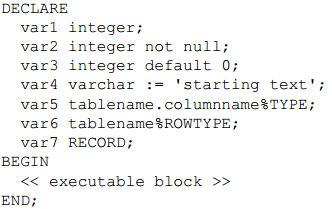 DECLARE
  var1 integer;
  var2 integer not null;
  var3 integer default 0;
  var4 varchar := 'starting text';
  var5 tablename.columnname%TYPE;
  var6 tablename%ROWTYPE;
  var7 RECORD;
BEGIN
  << executable block >>
END;